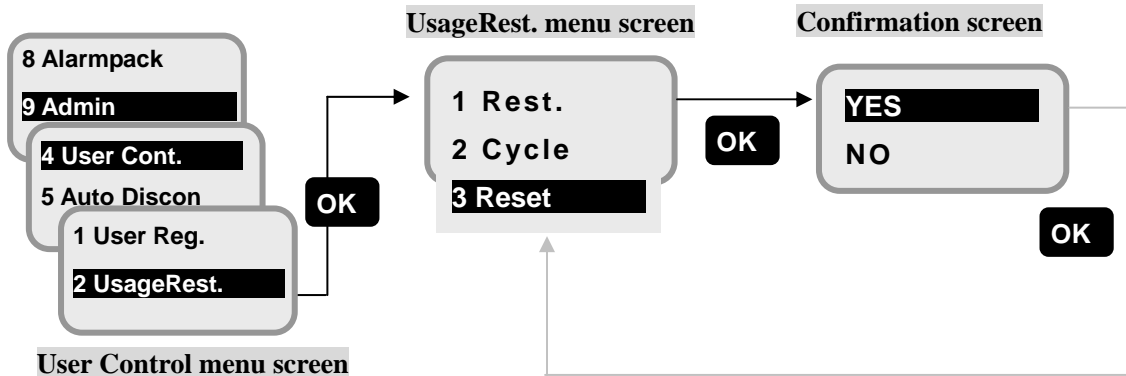 UsageRest. menu screen
Confirmation screen
8 Alarmpack
9 Admin
4 User Cont.
5 Auto Discon
1 User Reg.
2 UsageRest.
OK
1 Rest.
2 Cycle
3 Reset
OK
YES
NO
OK
User Control menu screen